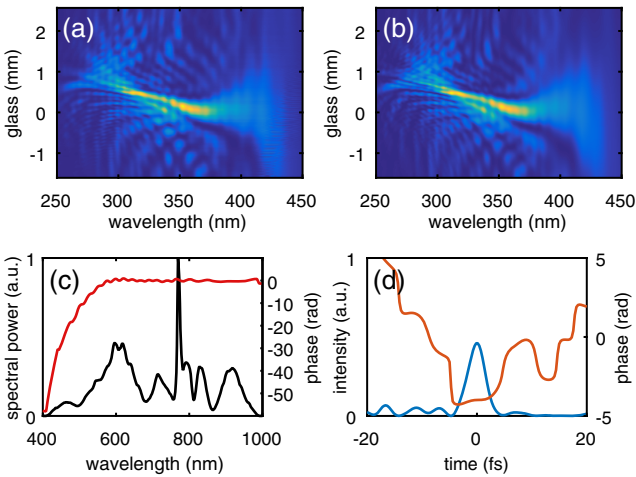 (a)
glass (mm)
2
1
0
-1
250
300
350
400
450
wavelength (nm)
(b)
glass (mm)
2
1
0
-1
250
300
350
400
450
wavelength (nm)
(c)
spectral power (a.u.)
1
0
400
600
800
1000
wavelength (nm)
0
-10
-20
-30
-40
-50
phase (rad)
(d)
intensity (a.u.)
1
0
-20
0
20
time (fs)
5
0
-5
phase (rad)